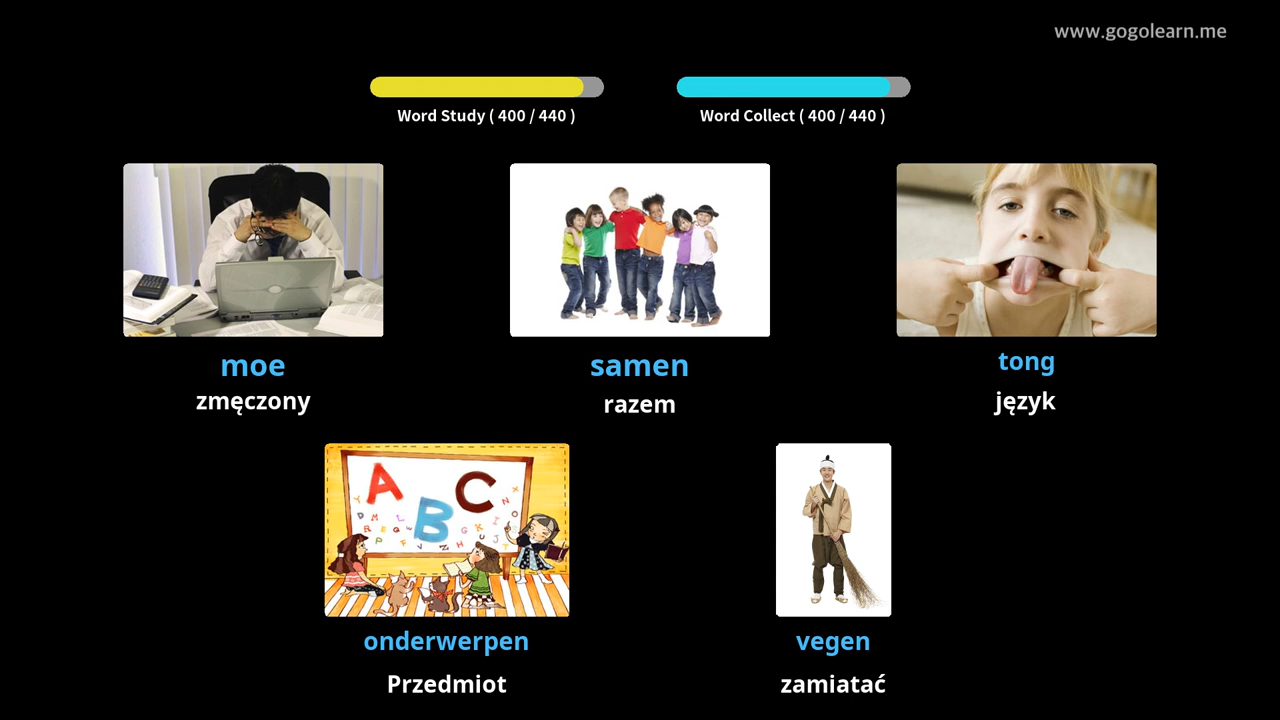 www.gogolearn.me
Word Study ( 400 / 440 )
Word Collect ( 400 / 440 )
moe
zmęczony
samen
razem
tong
język
A B C
onderwerpen
Przedmiot
vegen
zamiatać